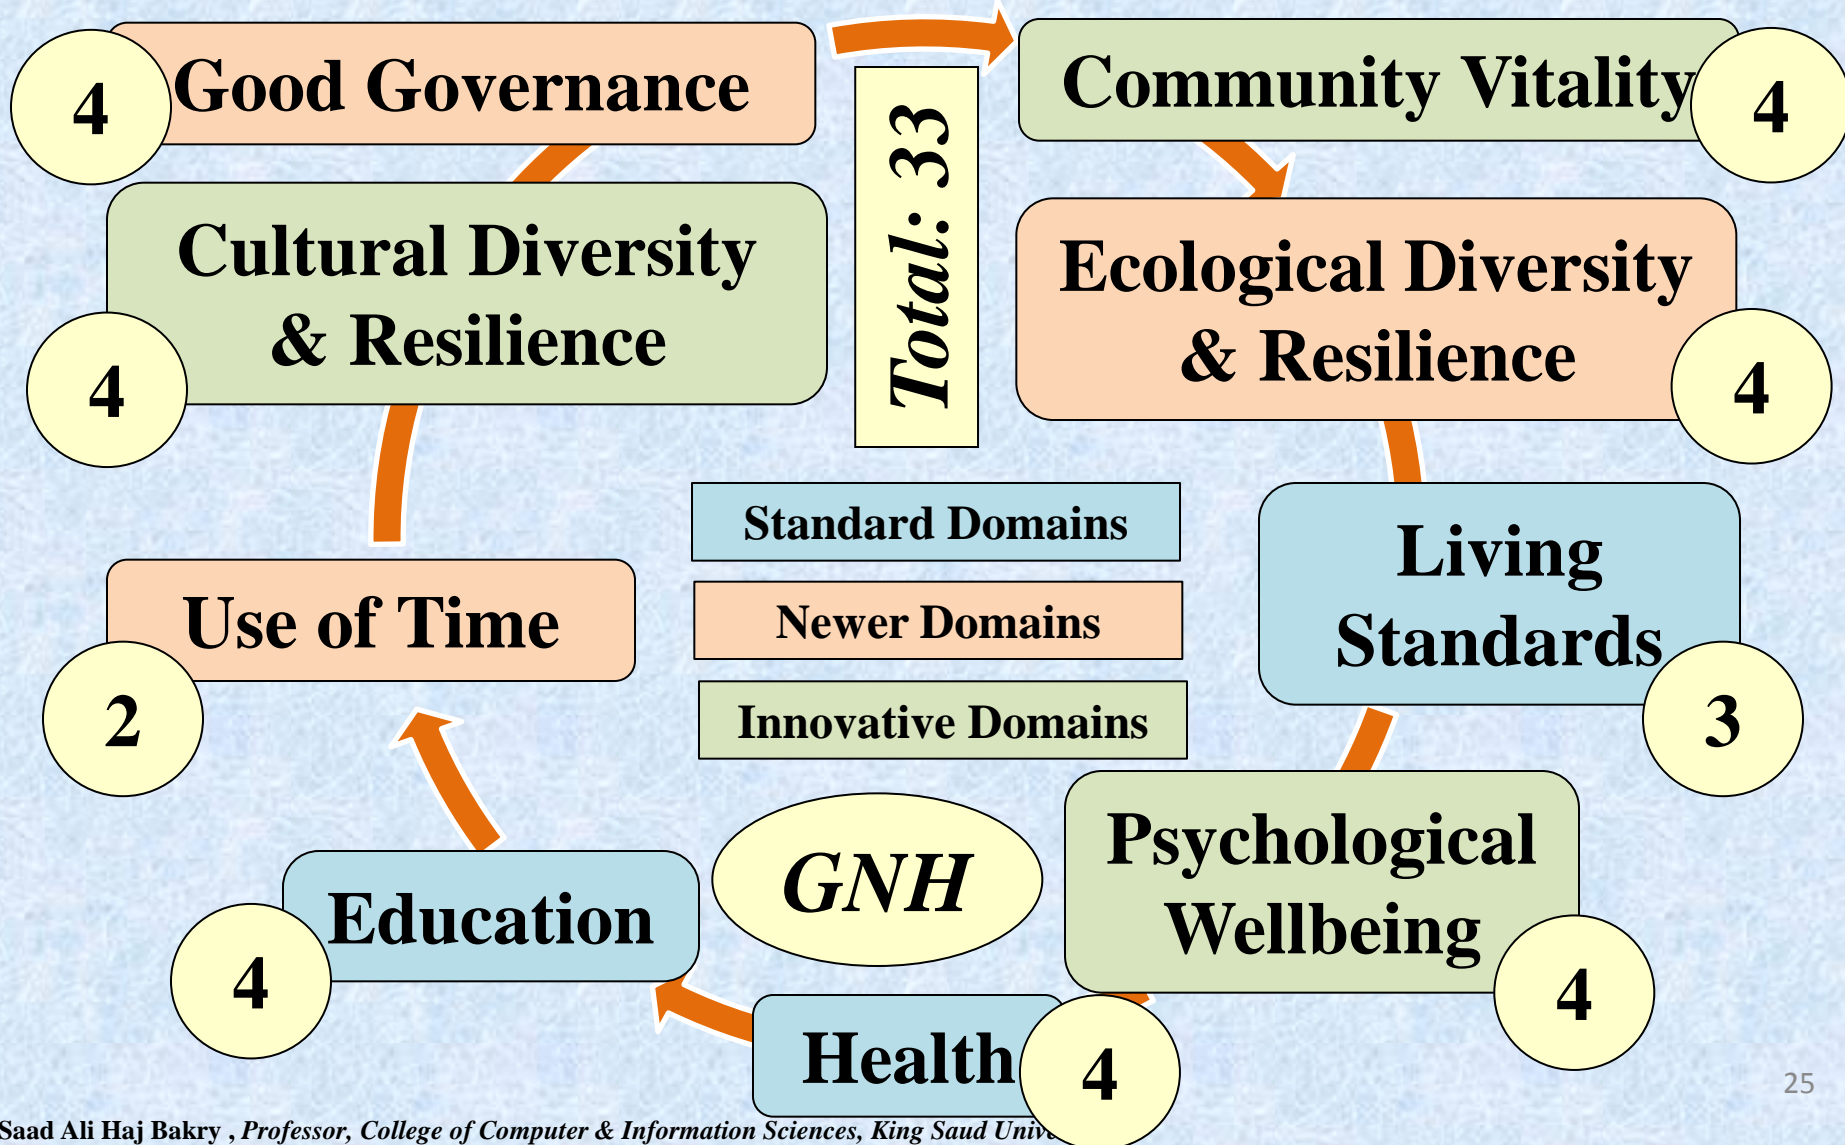 Good Governance
4
Community Vitality
4
Total: 33
Cultural Diversity
& Resilience
4
Ecological Diversity
& Resilience
4
Standard Domains
Newer Domains
Innovative Domains
Living
Standards
3
Use of Time
2
Psychological
Wellbeing
4
GNH
Education
4
Health
4
25
Saad Ali Haj Bakry , Professor, College of Computer & Information Sciences, King Saud